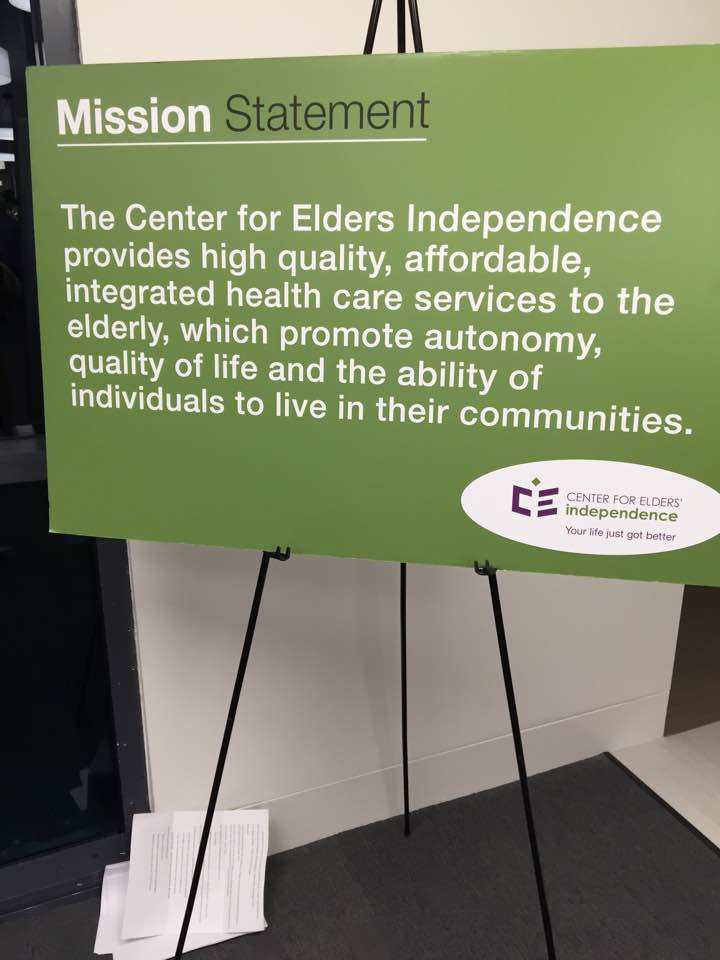 Mission Statement
The Center for Elders Independence
provides high quality, affordable,
integrated health care services to the
elderly, which promote autonomy,
quality of life and the ability of
individuals to live in their communities.
CEI
CENTER FOR ELDERS'
independence
Your life just got better